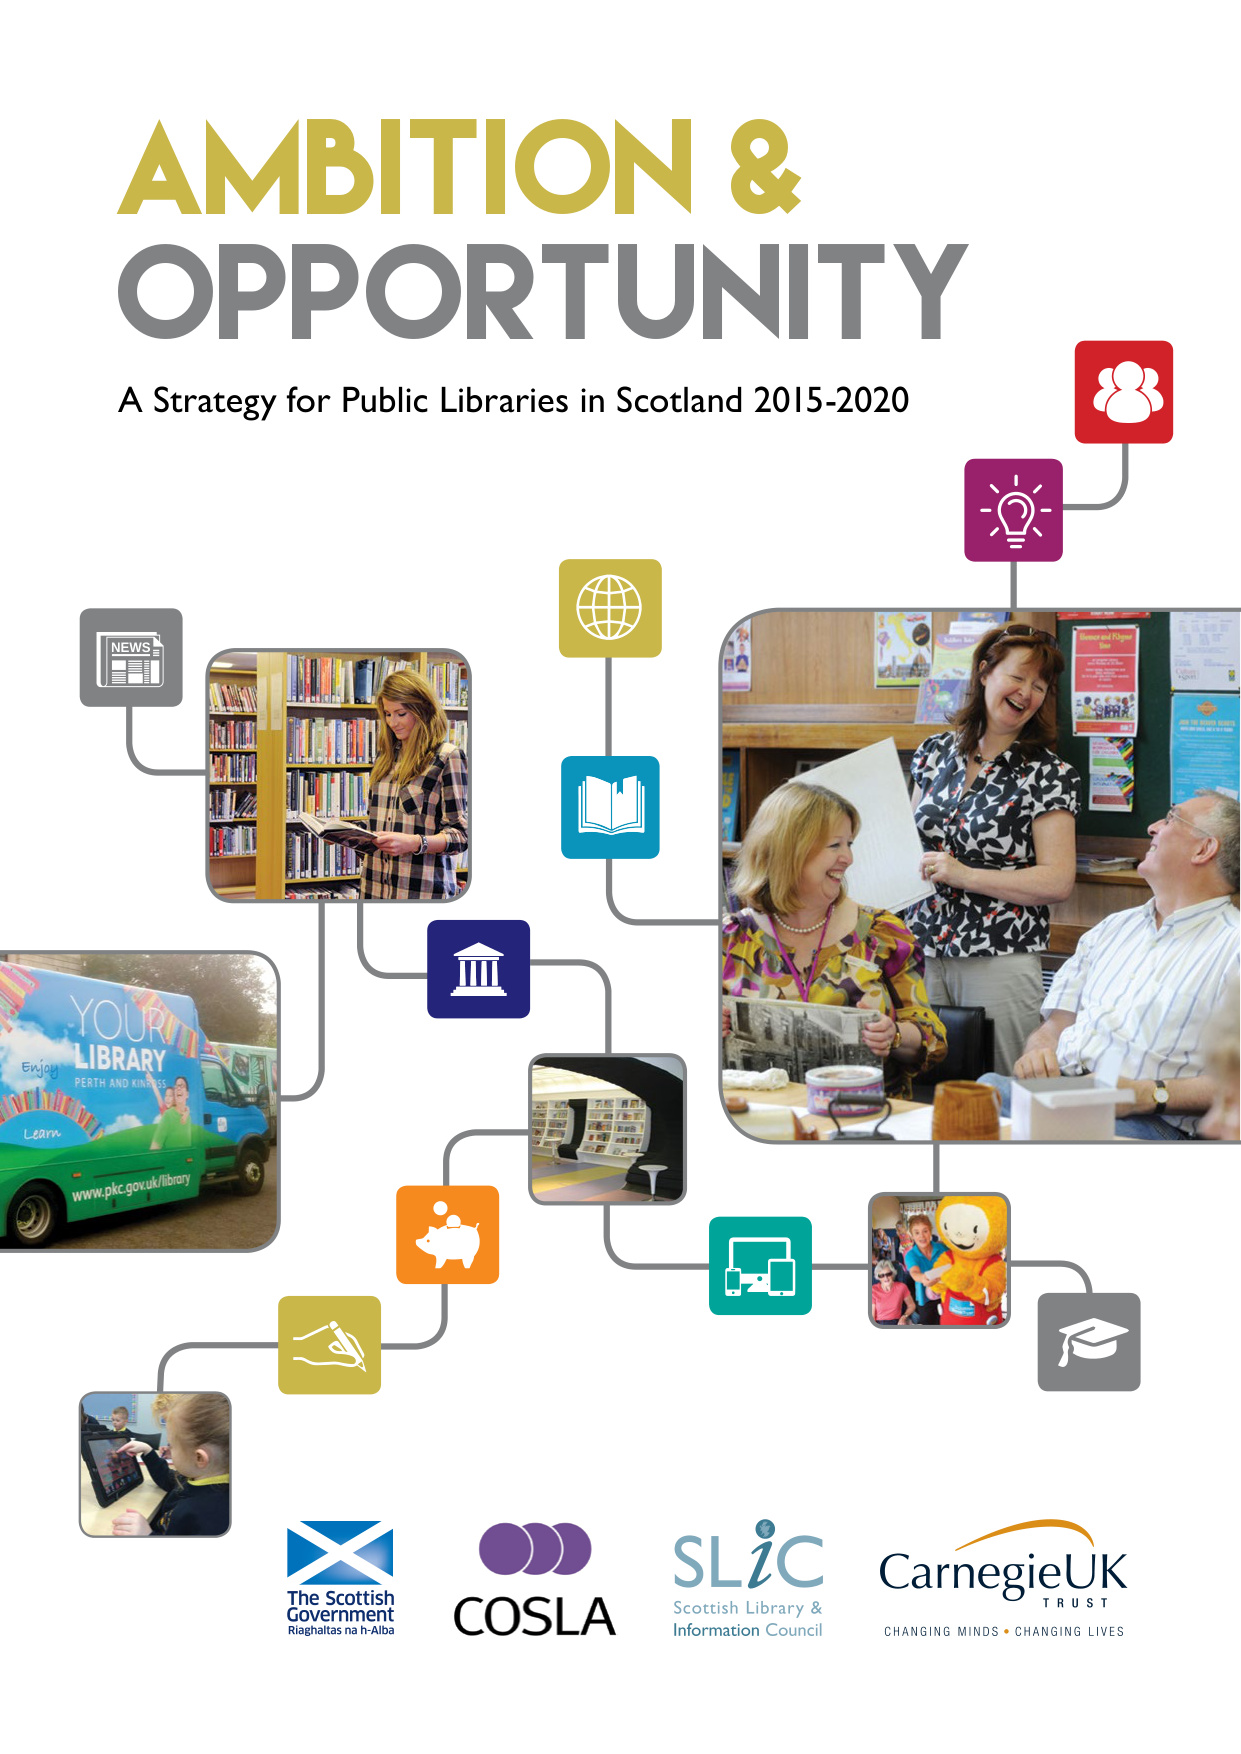 AMBITION &
OPPORTUNITY
A Strategy for Public Libraries in Scotland 2015-2020
NEWS
YOUR
LIBRARY
PERTH AND KINROSS
Enjoy
Learn
www.pkc.gov.uk/library
The Scottish
Government
Riaghaltas na h-Alba
COSLA
SLiC
Scottish Library &
Information Council
CarnegieUK
TRUST
CHANGING MINDS • CHANGING LIVES